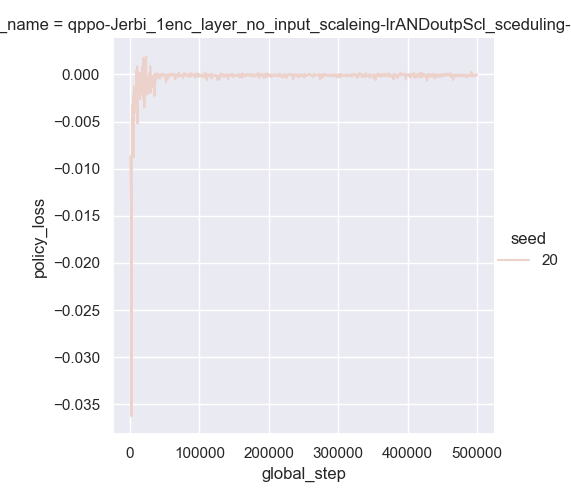 _name = qppo-Jerbi_1enc_layer_no_input_scaleing-lrANDoutpScl_sceduling-
0.000
−0.005
−0.010
−0.015
−0.020
−0.025
−0.030
−0.035
policy_loss
0 100000 200000 300000 400000 500000
global_step
seed
20